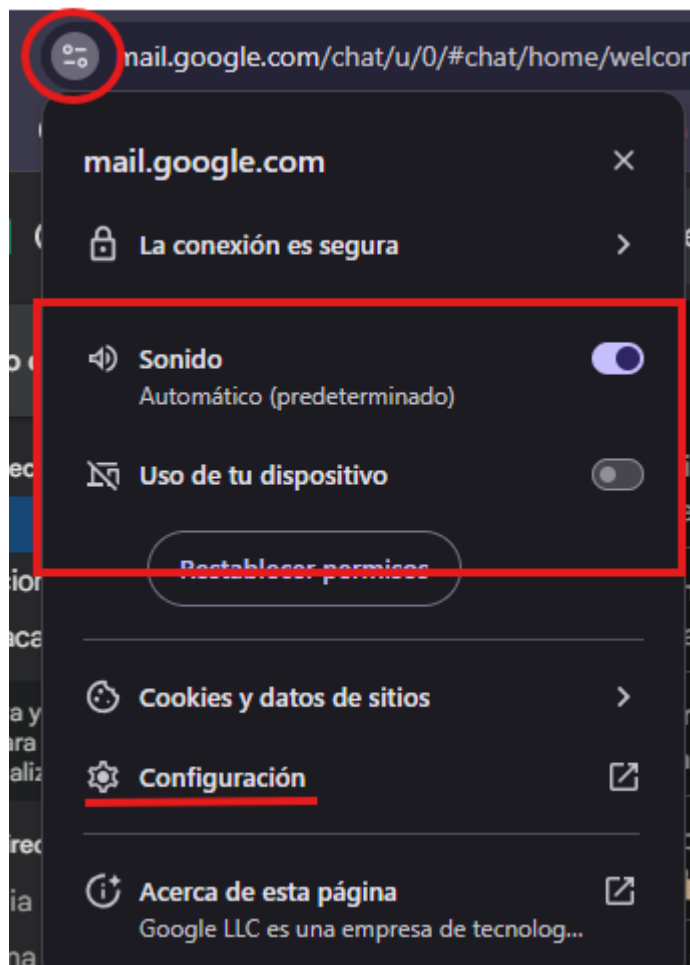 mail.google.com/chat/u/0/#chat/home/welcor
mail.google.com
La conexión es segura
Sonido
Automático (predeterminado)
Uso de tu dispositivo
Restablecer permisos
Cookies y datos de sitios
Configuración
Acerca de esta página
Google LLC es una empresa de tecnolog...